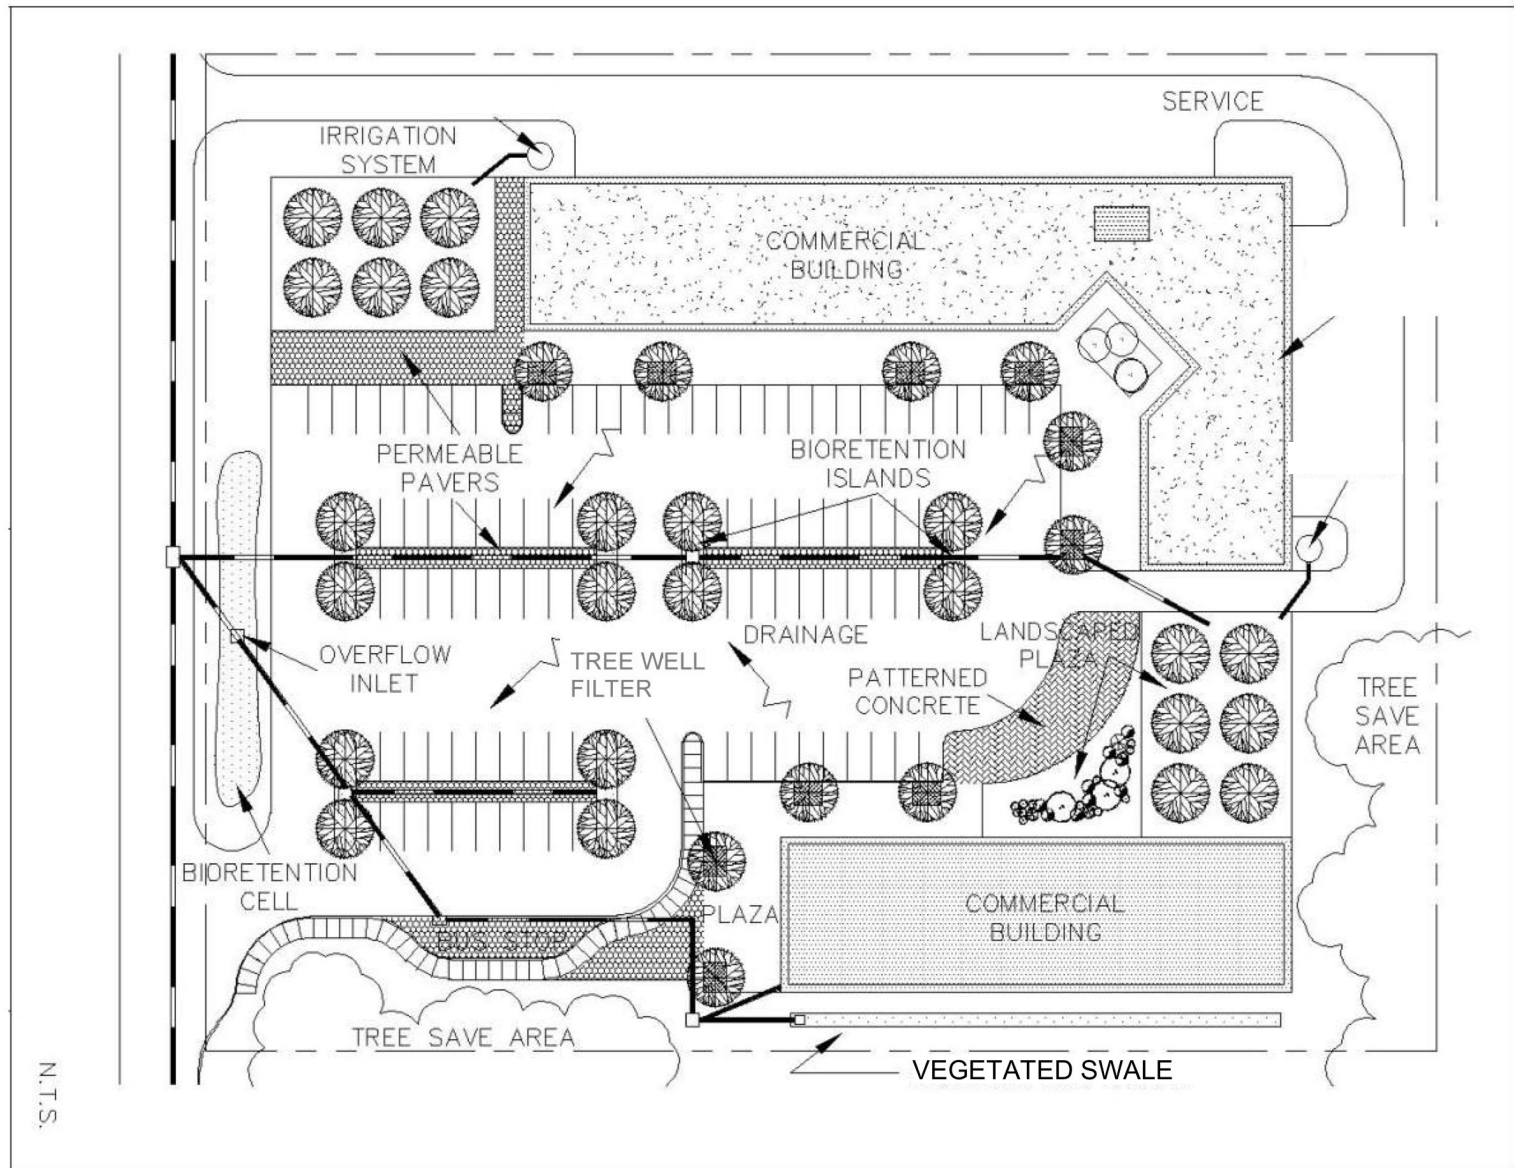 SERVICE
IRRIGATION
SYSTEM
COMMERCIAL
BUILDING
PERMEABLE
PAVERS
BIORETENTION
ISLANDS
DRAINAGE
LANDSCAPED
PLAZA
OVERFLOW
INLET
TREE WELL
FILTER
PATTERNED
CONCRETE
TREE
SAVE
AREA
BIORETENTION
CELL
PLAZA
COMMERCIAL
BUILDING
BUS STOP
TREE SAVE AREA
VEGETATED SWALE
N.T.S.